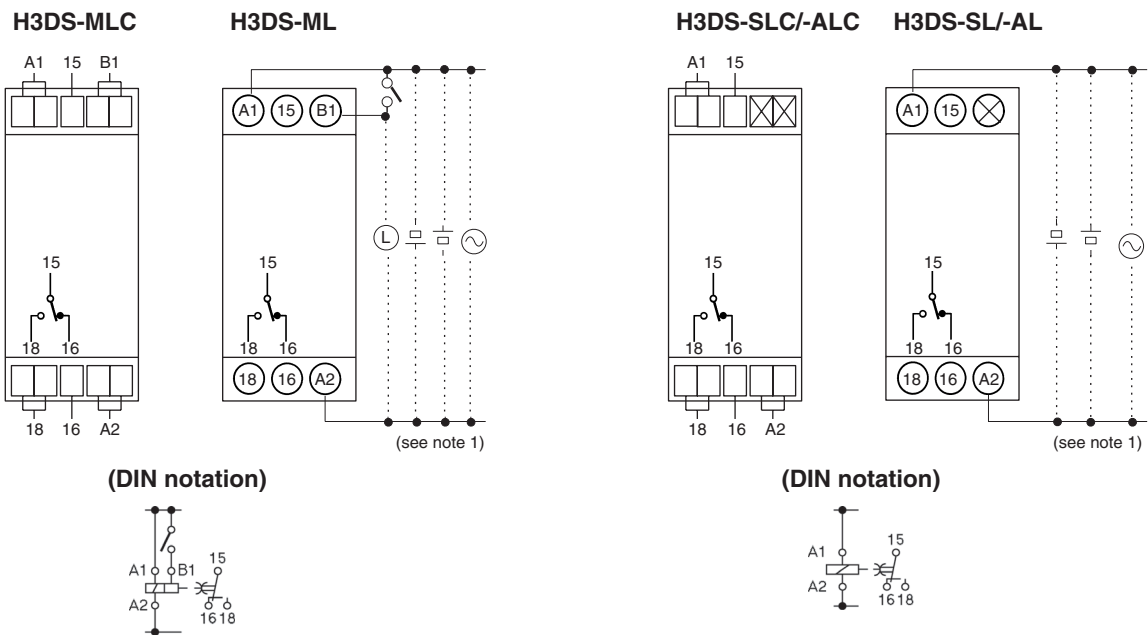 H3DS-MLC H3DS-ML H3DS-SLC/-ALC H3DS-SL/-AL
A1 15 B1
A1 15 B1
A1 15
A1 15
L
15
18 16
15
18 16
15
18 16
15
18 16
18 16 A2
18 16 A2
18 16 A2
18 16 A2
(see note 1)
(see note 1)
(DIN notation)
(DIN notation)
15
A1 B1
A2
16 18
15
A1
A2
16 18